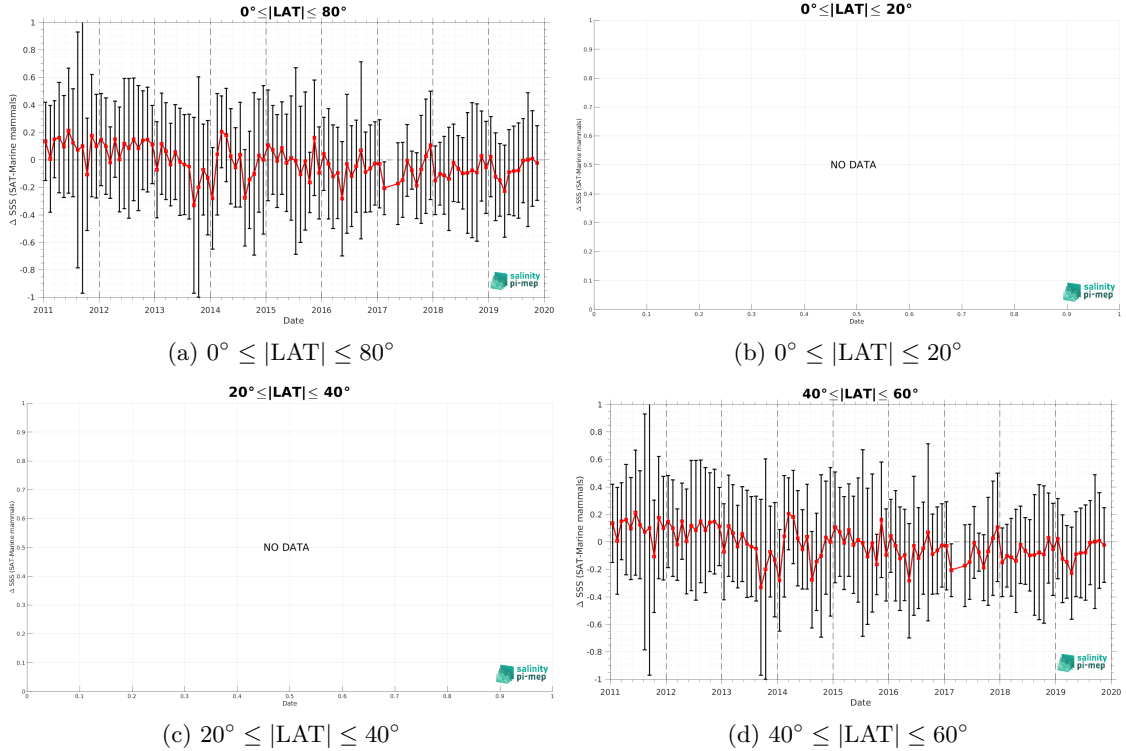 0°≤|LAT|≤ 80°
Δ SSS (SAT-Marine mammals)
1
0.8
0.6
0.4
0.2
0
-0.2
-0.4
-0.6
-0.8
-1
2011 2012 2013 2014 2015 2016 2017 2018 2019 2020
Date
salinity
pi-mep
(a) 0° ≤ |LAT| ≤ 80°
0°≤|LAT|≤ 20°
Δ SSS (SAT-Marine mammals)
1
0.9
0.8
0.7
0.6
0.5
0.4
0.3
0.2
0.1
0
NO DATA
0 0.1 0.2 0.3 0.4 0.5 0.6 0.7 0.8 0.9 1
Date
salinity
pi-mep
(b) 0° ≤ |LAT| ≤ 20°
20°≤|LAT|≤ 40°
Δ SSS (SAT-Marine mammals)
1
0.9
0.8
0.7
0.6
0.5
0.4
0.3
0.2
0.1
0
NO DATA
0 0.1 0.2 0.3 0.4 0.5 0.6 0.7 0.8 0.9 1
Date
salinity
pi-mep
(c) 20° ≤ |LAT| ≤ 40°
40°≤|LAT|≤ 60°
Δ SSS (SAT-Marine mammals)
1
0.8
0.6
0.4
0.2
0
-0.2
-0.4
-0.6
-0.8
-1
2011 2012 2013 2014 2015 2016 2017 2018 2019 2020
Date
salinity
pi-mep
(d) 40° ≤ |LAT| ≤ 60°